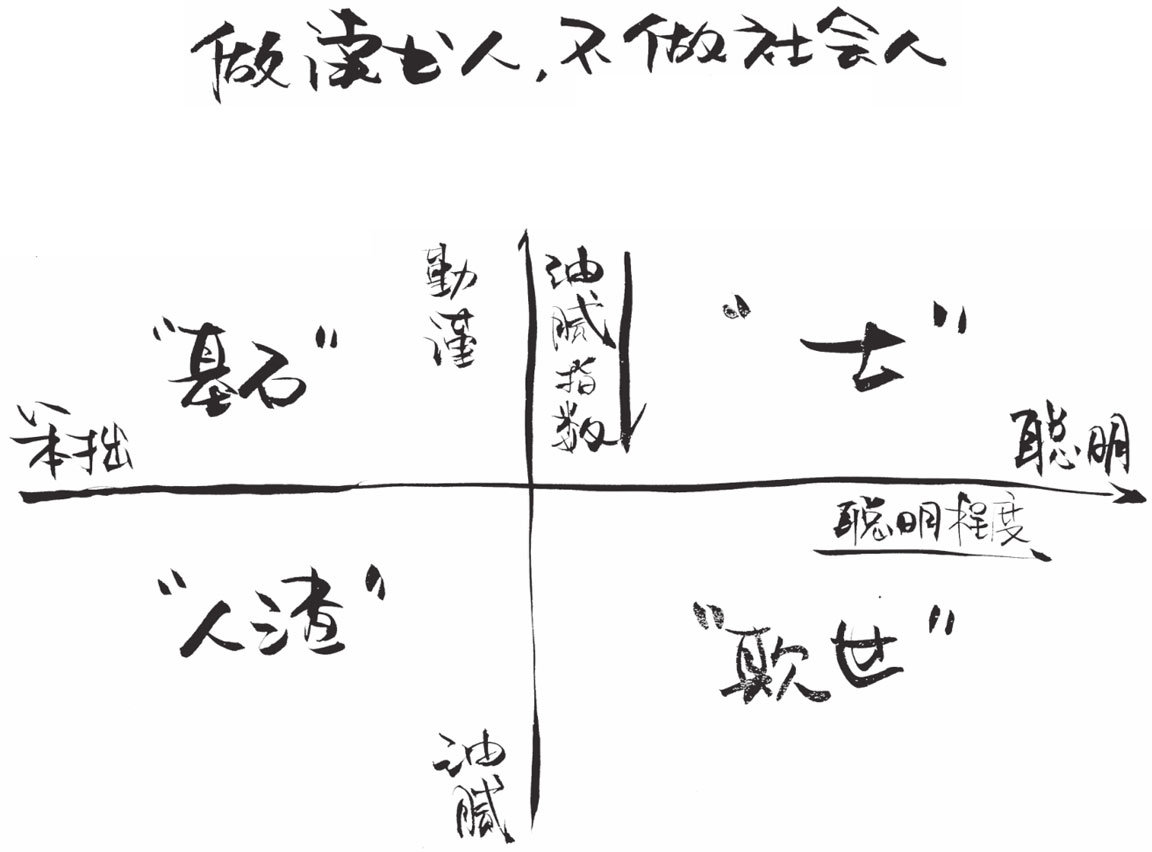 做读书人,不做社会人
勤谨
油腻指数
“基石”
“士”
笨拙
聪明
聪明程度
“人渣”
“欺世”
油腻